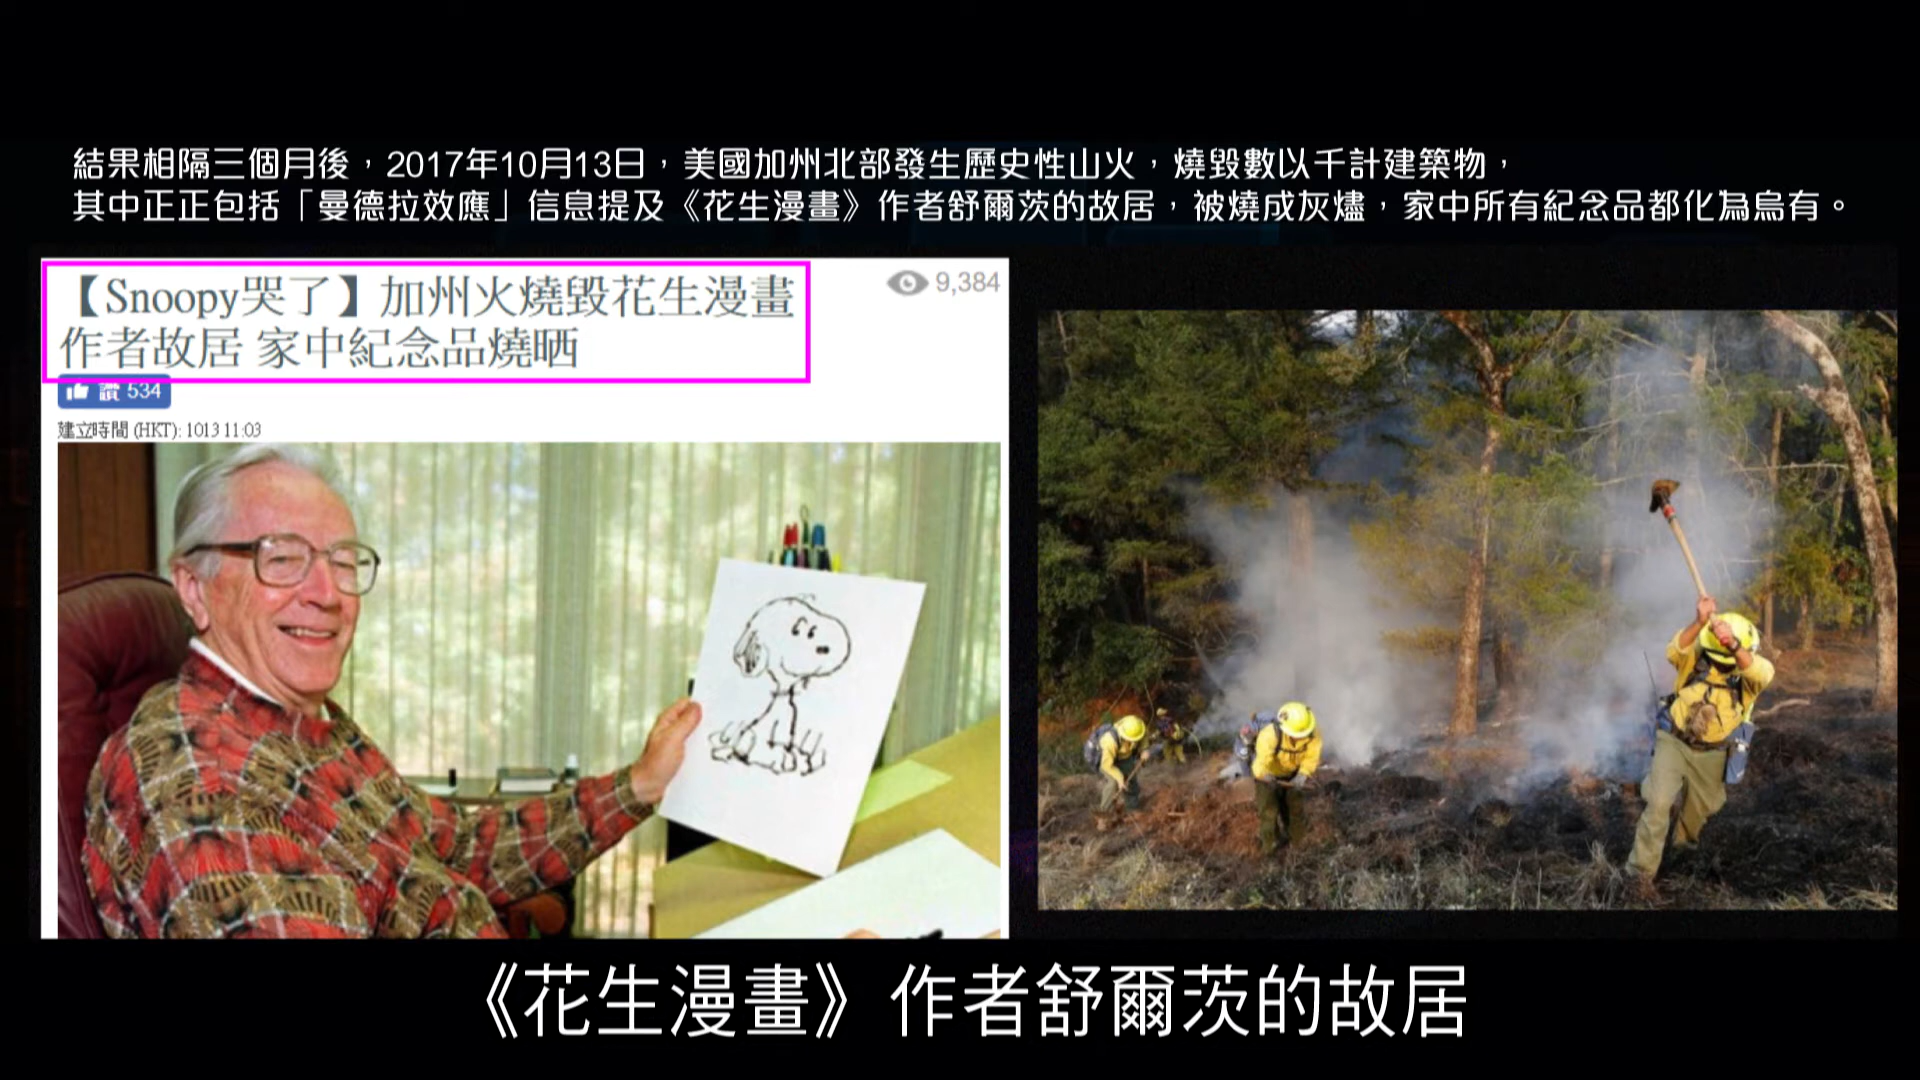 結果相隔三個月後，2017年10月13日，美國加州北部發生歷史性山火，燒毀數以千計建築物，
其中正正包括「曼德拉效應」信息提及《花生漫畫》作者舒爾茨的故居，被燒成灰燼，家中所有紀念品都化為烏有。
【Snoopy哭了】加州火燒毀花生漫畫
作者故居 家中紀念品燒晒
9,384
讚 534
建立時間 (HKT): 1013 11:03
《花生漫畫》作者舒爾茨的故居